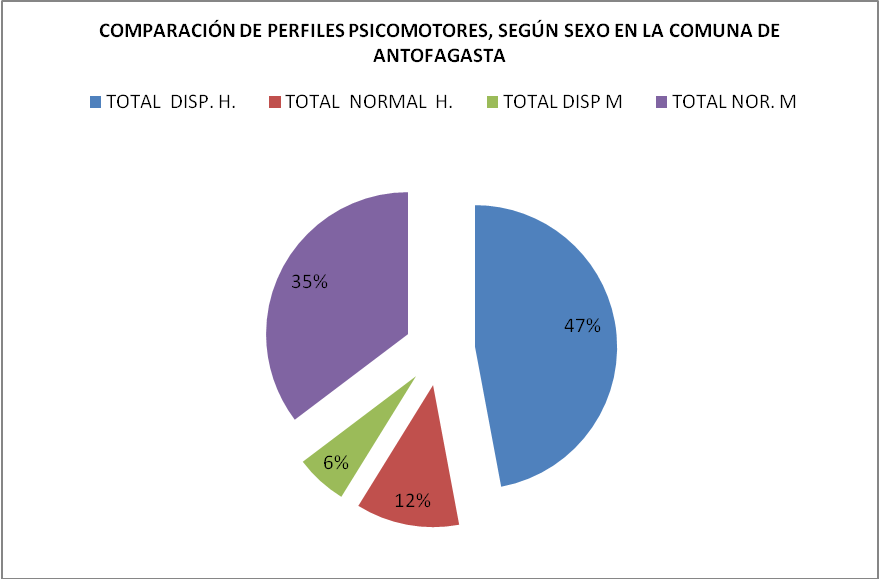 COMPARACIÓN DE PERFILES PSICOMOTORES, SEGÚN SEXO EN LA COMUNA DE
ANTOFAGASTA
TOTAL DISP. H. TOTAL NORMAL H. TOTAL DISP M TOTAL NOR. M
35%
47%
6%
12%